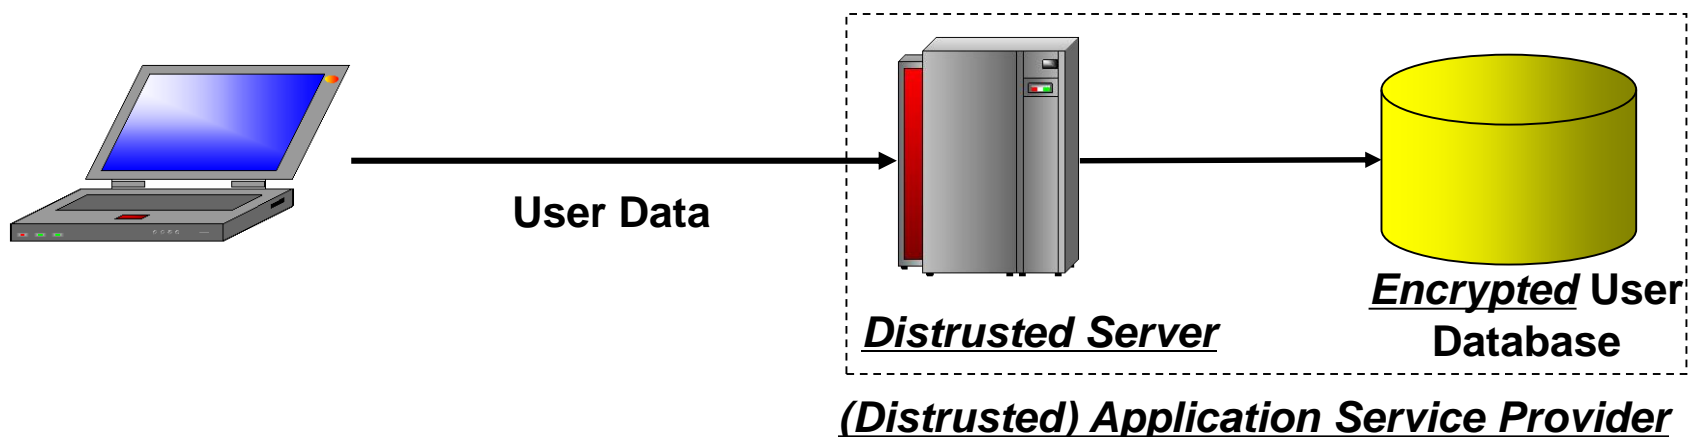 User Data
Distrusted Server
Encrypted User
Database
(Distrusted) Application Service Provider